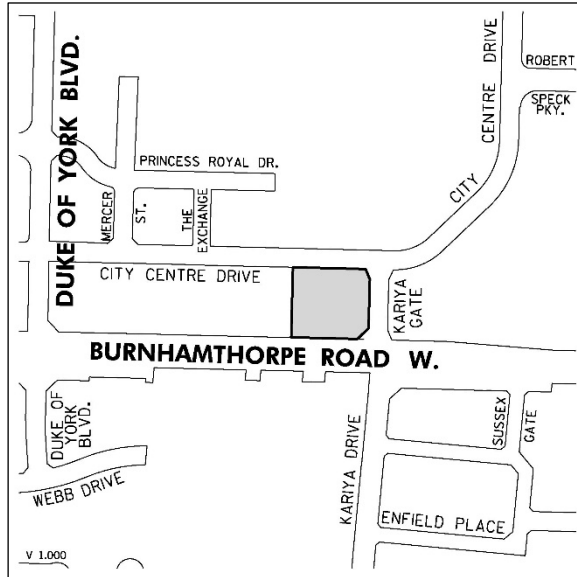 DUKE OF YORK BLVD.
CENTRE DRIVE
ROBERT
SPECK
PKY.
PRINCESS ROYAL DR.
CITY
MERCER
ST.
THE
EXCHANGE
CITY CENTRE DRIVE
KARIYA
GATE
BURNHAMTHORPE ROAD W.
DUKE OF
YORK
BLVD.
SUSSEX
GATE
KARIYA DRIVE
WEBB DRIVE
ENFIELD PLACE
V 1.000